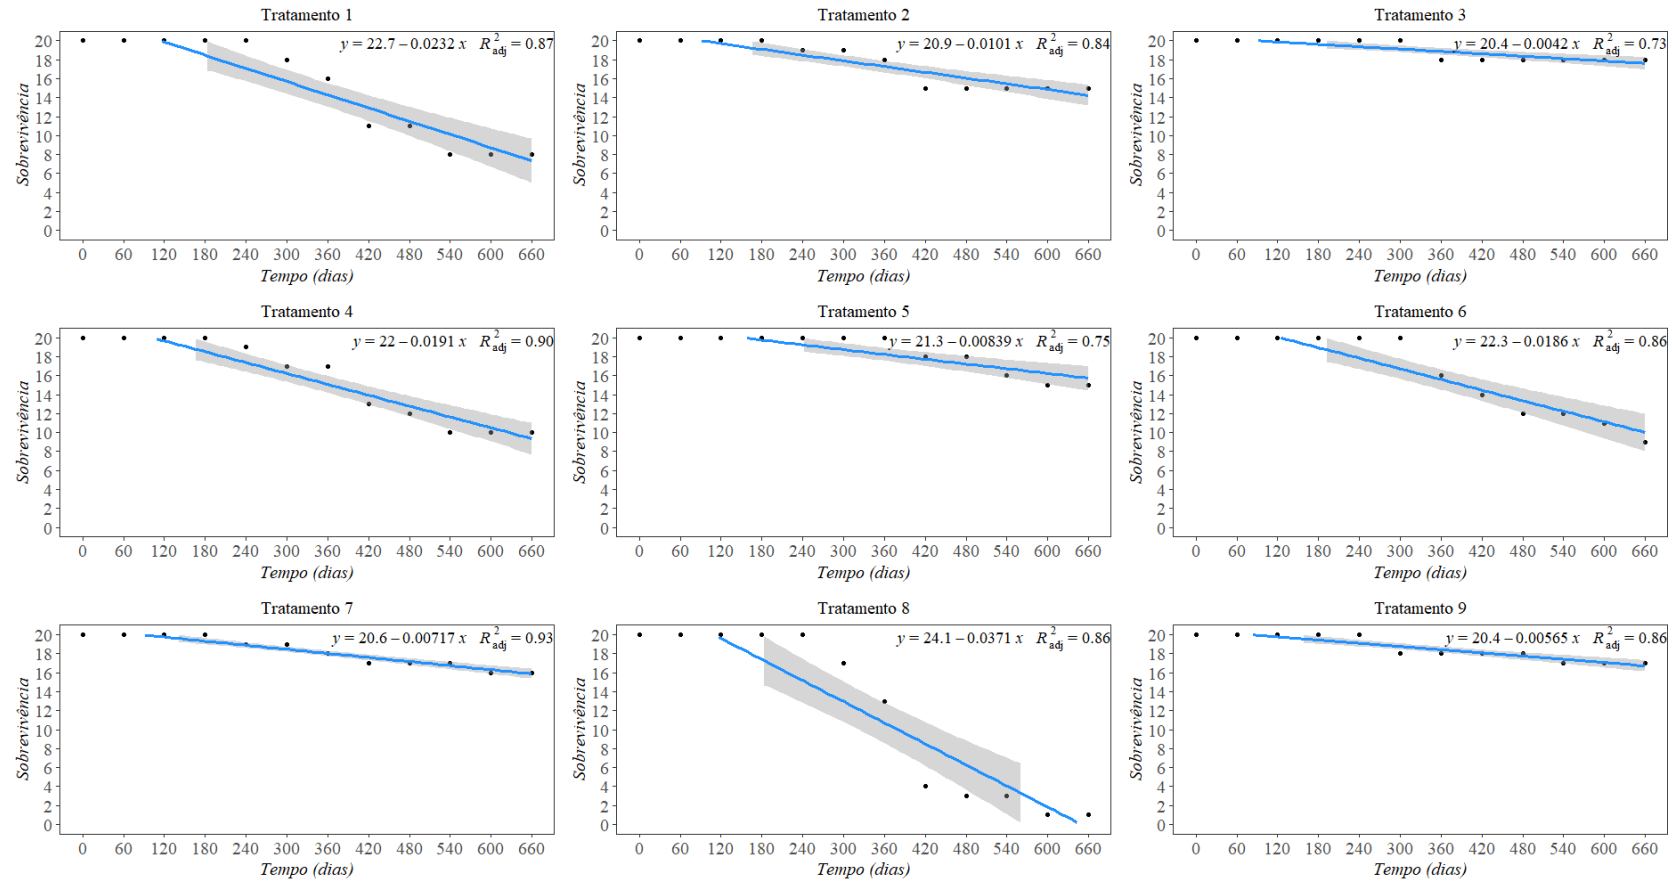 Tratamento 1
y = 22.7 − 0.0232 x R²adj = 0.87
Sobrevivência
20
18
16
14
12
10
8
6
4
2
0
0 60 120 180 240 300 360 420 480 540 600 660
Tempo (dias)
Tratamento 2
y = 20.9 − 0.0101 x R²adj = 0.84
Sobrevivência
20
18
16
14
12
10
8
6
4
2
0
0 60 120 180 240 300 360 420 480 540 600 660
Tempo (dias)
Tratamento 3
y = 20.4 − 0.0042 x R²adj = 0.73
Sobrevivência
20
18
16
14
12
10
8
6
4
2
0
0 60 120 180 240 300 360 420 480 540 600 660
Tempo (dias)
Tratamento 4
y = 22 − 0.0191 x R²adj = 0.90
Sobrevivência
20
18
16
14
12
10
8
6
4
2
0
0 60 120 180 240 300 360 420 480 540 600 660
Tempo (dias)
Tratamento 5
y = 21.3 − 0.00839 x R²adj = 0.75
Sobrevivência
20
18
16
14
12
10
8
6
4
2
0
0 60 120 180 240 300 360 420 480 540 600 660
Tempo (dias)
Tratamento 6
y = 22.3 − 0.0186 x R²adj = 0.86
Sobrevivência
20
18
16
14
12
10
8
6
4
2
0
0 60 120 180 240 300 360 420 480 540 600 660
Tempo (dias)
Tratamento 7
y = 20.6 − 0.00717 x R²adj = 0.93
Sobrevivência
20
18
16
14
12
10
8
6
4
2
0
0 60 120 180 240 300 360 420 480 540 600 660
Tempo (dias)
Tratamento 8
y = 24.1 − 0.0371 x R²adj = 0.86
Sobrevivência
20
18
16
14
12
10
8
6
4
2
0
0 60 120 180 240 300 360 420 480 540 600 660
Tempo (dias)
Tratamento 9
y = 20.4 − 0.00565 x R²adj = 0.86
Sobrevivência
20
18
16
14
12
10
8
6
4
2
0
0 60 120 180 240 300 360 420 480 540 600 660
Tempo (dias)